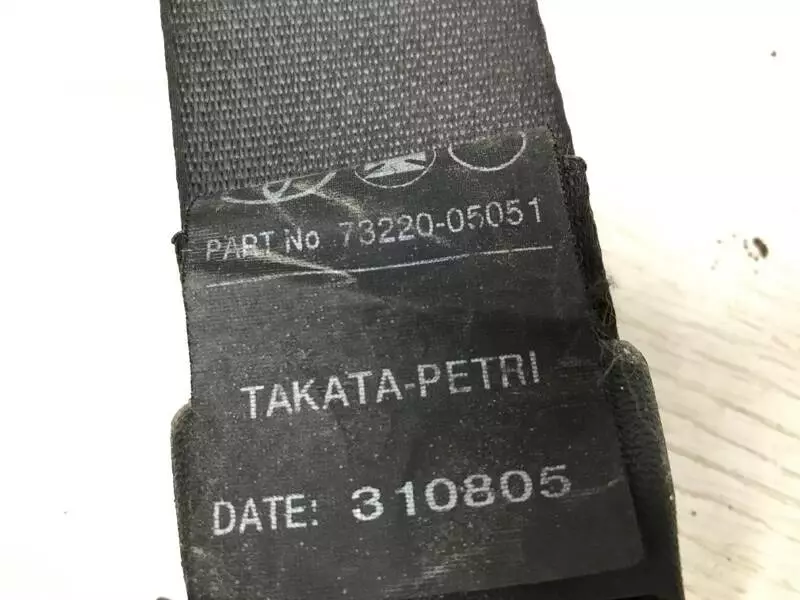 PART No 73220-05051
TAKATA-PETRI
DATE: 310805